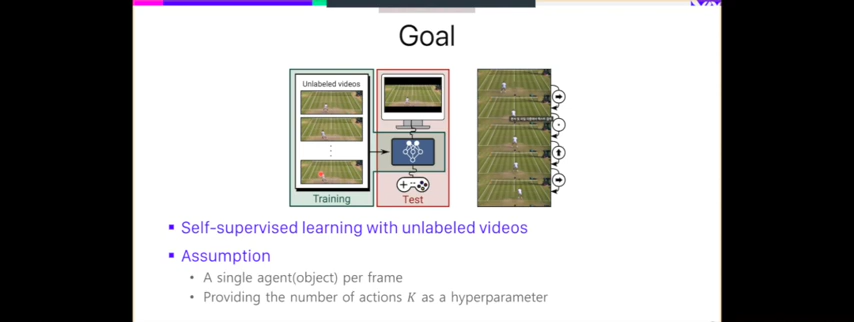 Goal
Unlabeled videos
Training
Test
Self-supervised learning with unlabeled videos
Assumption
A single agent(object) per frame
Providing the number of actions K as a hyperparameter